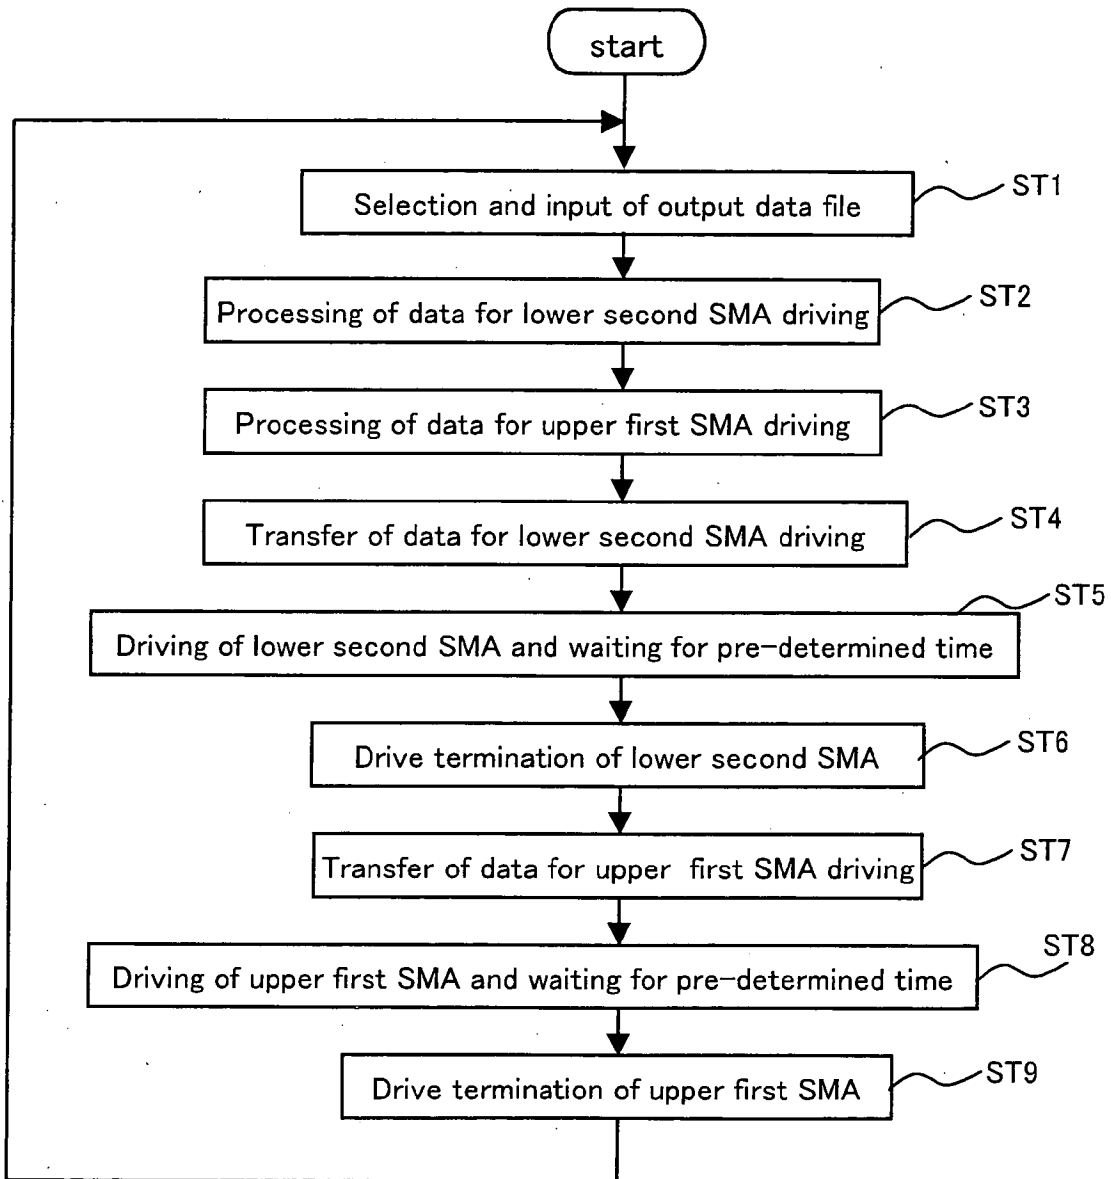 start
Selection and input of output data file
ST1
Processing of data for lower second SMA driving
ST2
Processing of data for upper first SMA driving
ST3
Transfer of data for lower second SMA driving
ST4
Driving of lower second SMA and waiting for pre-determined time
ST5
Drive termination of lower second SMA
ST6
Transfer of data for upper first SMA driving
ST7
Driving of upper first SMA and waiting for pre-determined time
ST8
Drive termination of upper first SMA
ST9